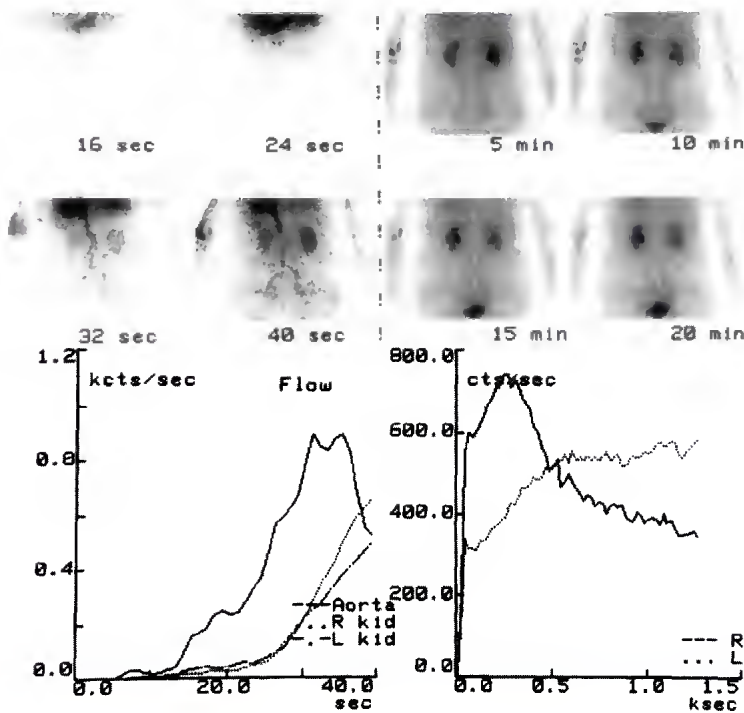 16 sec
24 sec
5 min
10 min
32 sec
40 sec
15 min
20 min
1.2
kcts/sec
Flow
0.8
0.4
0.0
Aorta
R kid
L kid
0.0
20.0
40.0
sec
800.0
cts/sec
600.0
400.0
200.0
0.0
R
L
0.0
0.5
1.0
1.5
ksec